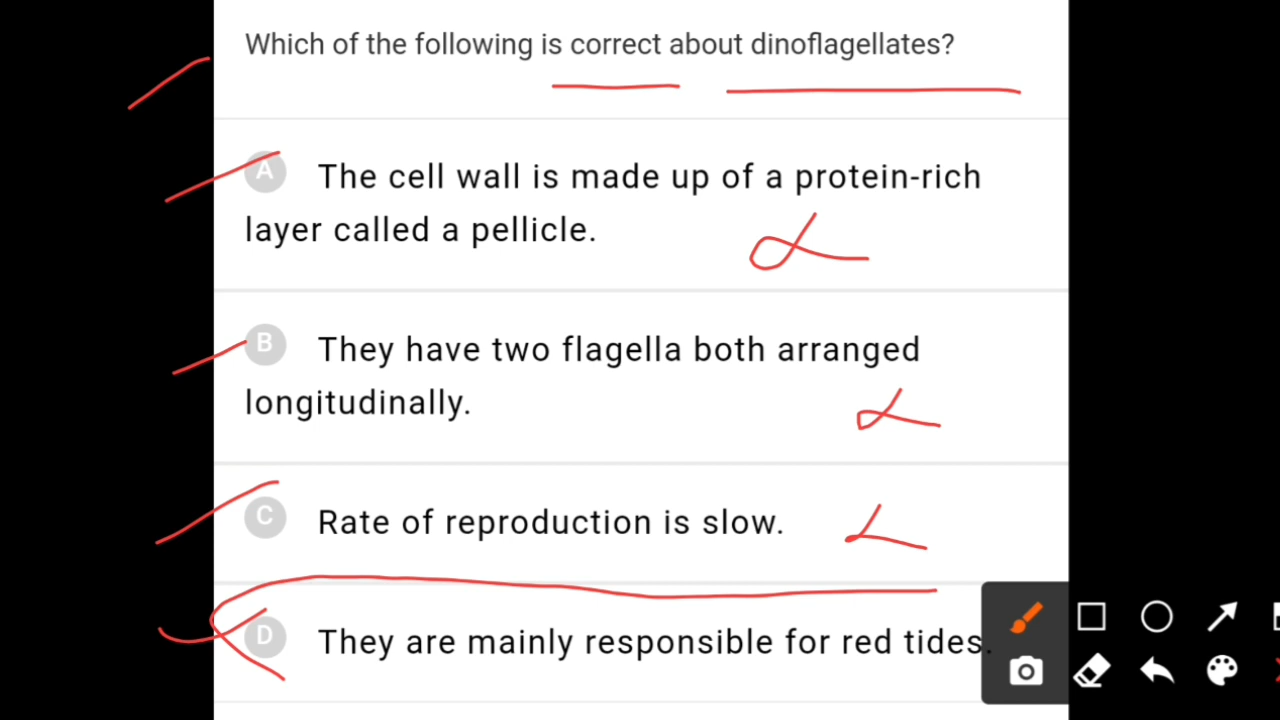 Which of the following is correct about dinoflagellates?
A The cell wall is made up of a protein-rich
layer called a pellicle.
B They have two flagella both arranged
longitudinally.
C Rate of reproduction is slow.
D They are mainly responsible for red tides.